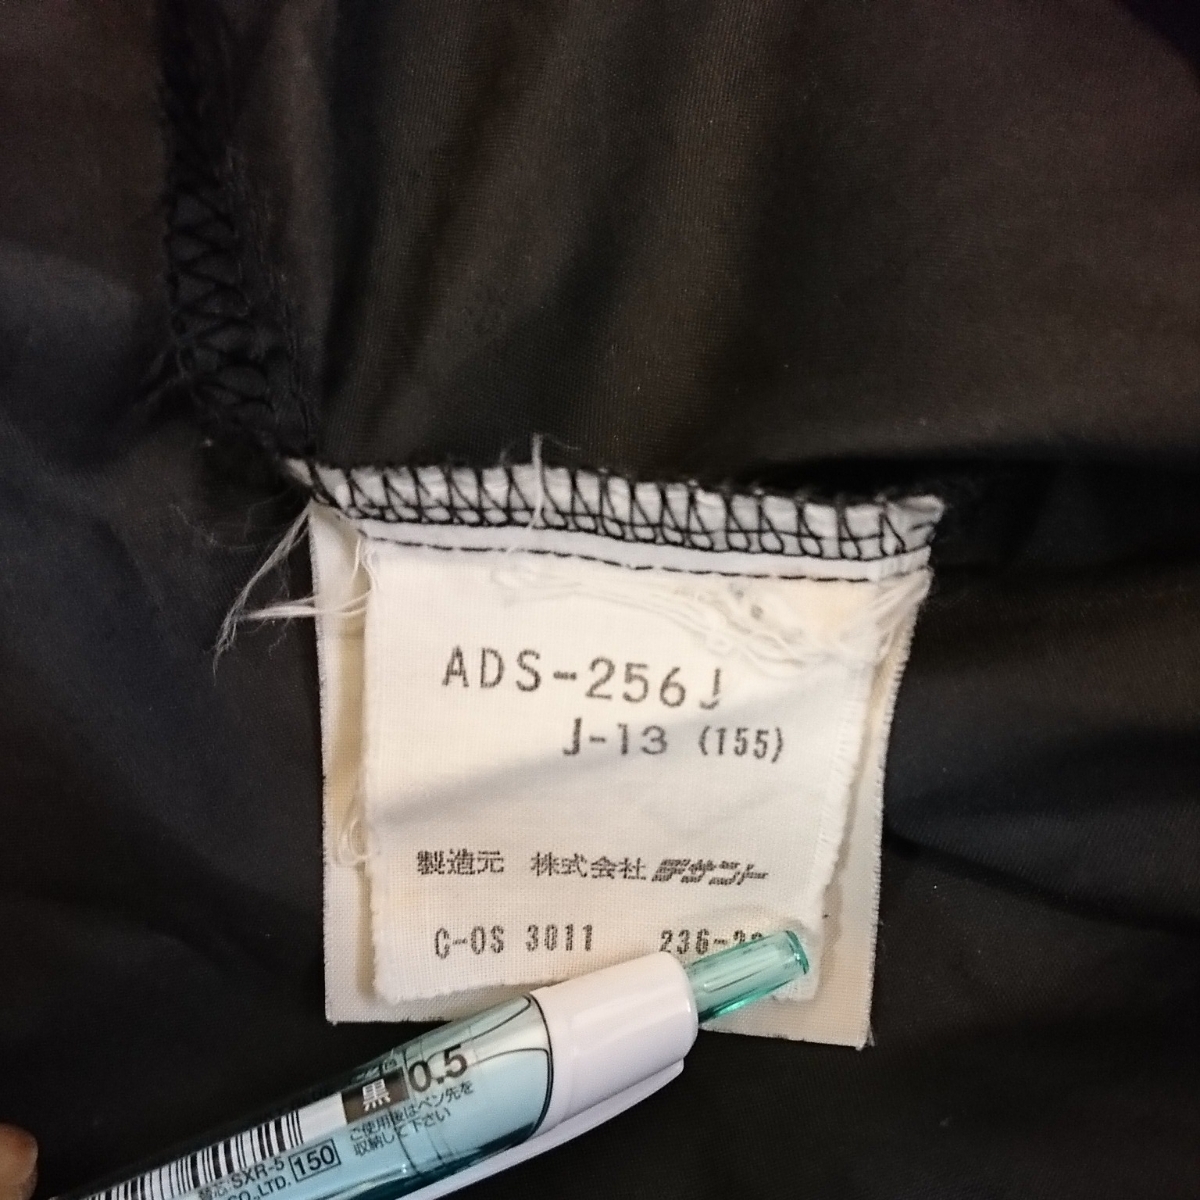 ADS-256J
J-13 (155)
製造元 株式会社 デサント
C-OS 3011
黒 0.5
ご使用後はペン先を
収納して下さい
替芯:SXR-5 150
CO.,LTD.